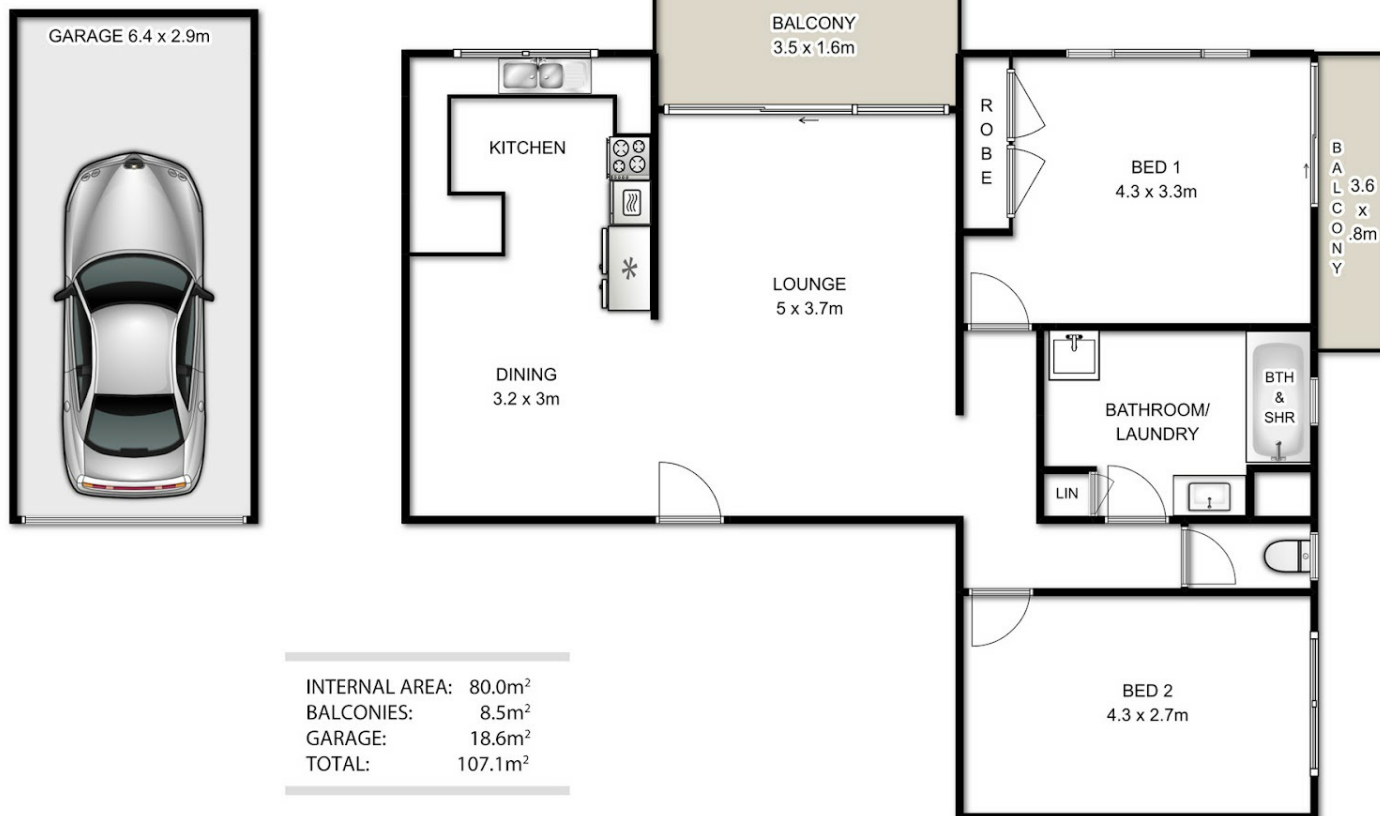 GARAGE 6.4 x 2.9m
BALCONY
3.5 x 1.6m
KITCHEN
ROBE
BED 1
4.3 x 3.3m
BALCONY
3.6
x
.8m
LOUNGE
5 x 3.7m
DINING
3.2 x 3m
BATHROOM/
LAUNDRY
BTH
&
SHR
LIN
BED 2
4.3 x 2.7m
INTERNAL AREA: 80.0m²
BALCONIES: 8.5m²
GARAGE: 18.6m²
TOTAL: 107.1m²